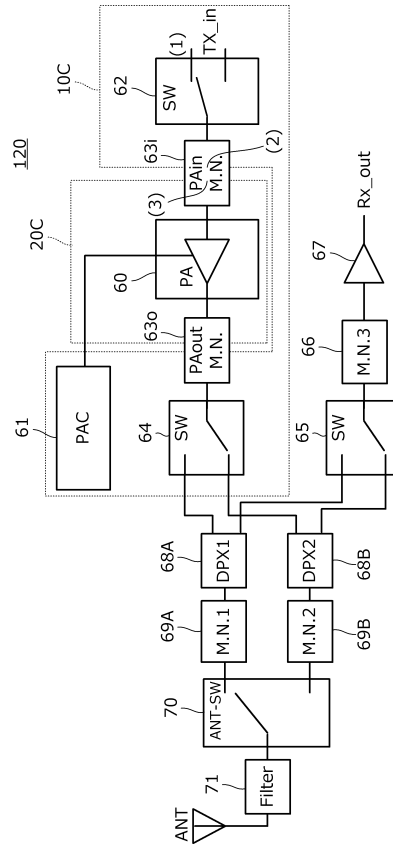 120
10C
62
SW
(1)
TX_in
63i
PAin
M.N.
(2)
(3)
20C
60
PA
63o
PAout
M.N.
61
PAC
64
SW
65
SW
66
M.N.3
67
Rx_out
68A
DPX1
68B
DPX2
69A
M.N.1
69B
M.N.2
70
ANT-SW
71
Filter
ANT